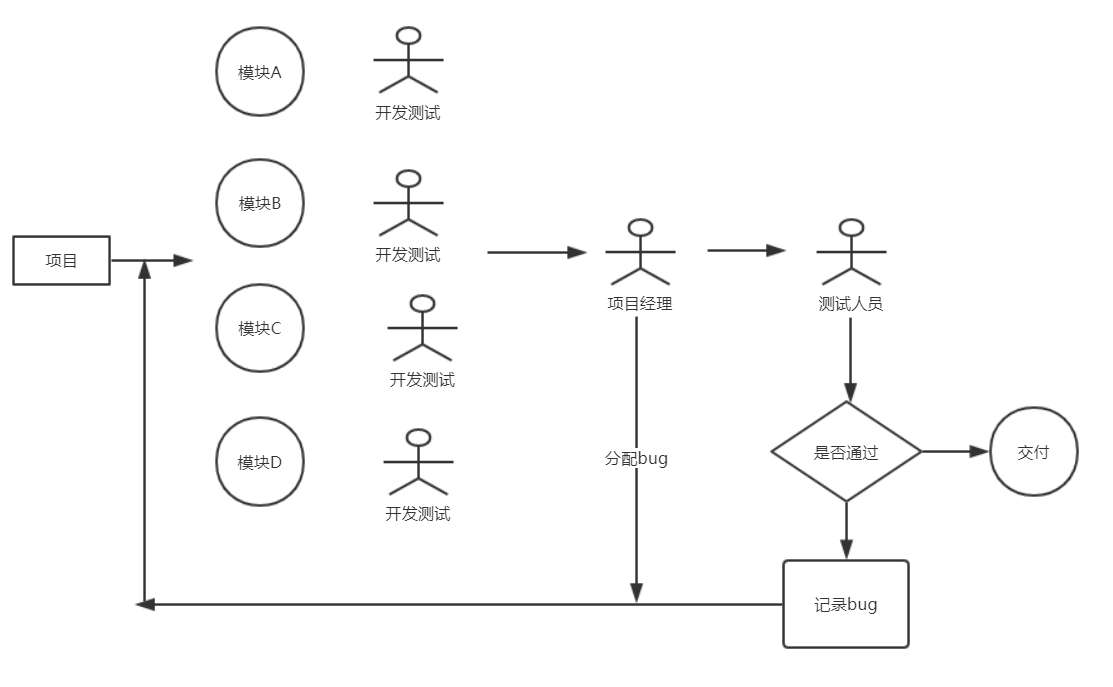 模块A
开发测试
模块B
开发测试
项目
项目经理
测试人员
模块C
开发测试
模块D
开发测试
分配bug
是否通过
交付
记录bug